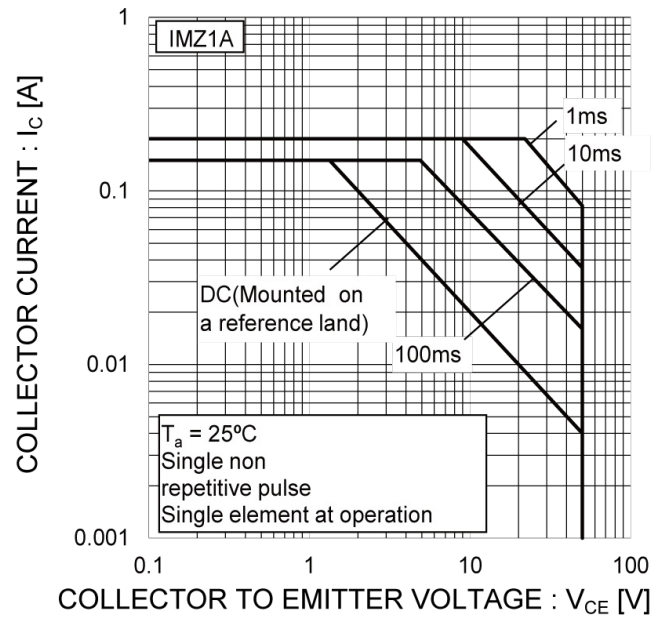 COLLECTOR CURRENT : IC [A]
1
0.1
0.01
0.001
IMZ1A
1ms
10ms
DC(Mounted on
a reference land)
100ms
Ta = 25ºC
Single non
repetitive pulse
Single element at operation
0.1
1
10
100
COLLECTOR TO EMITTER VOLTAGE : VCE [V]